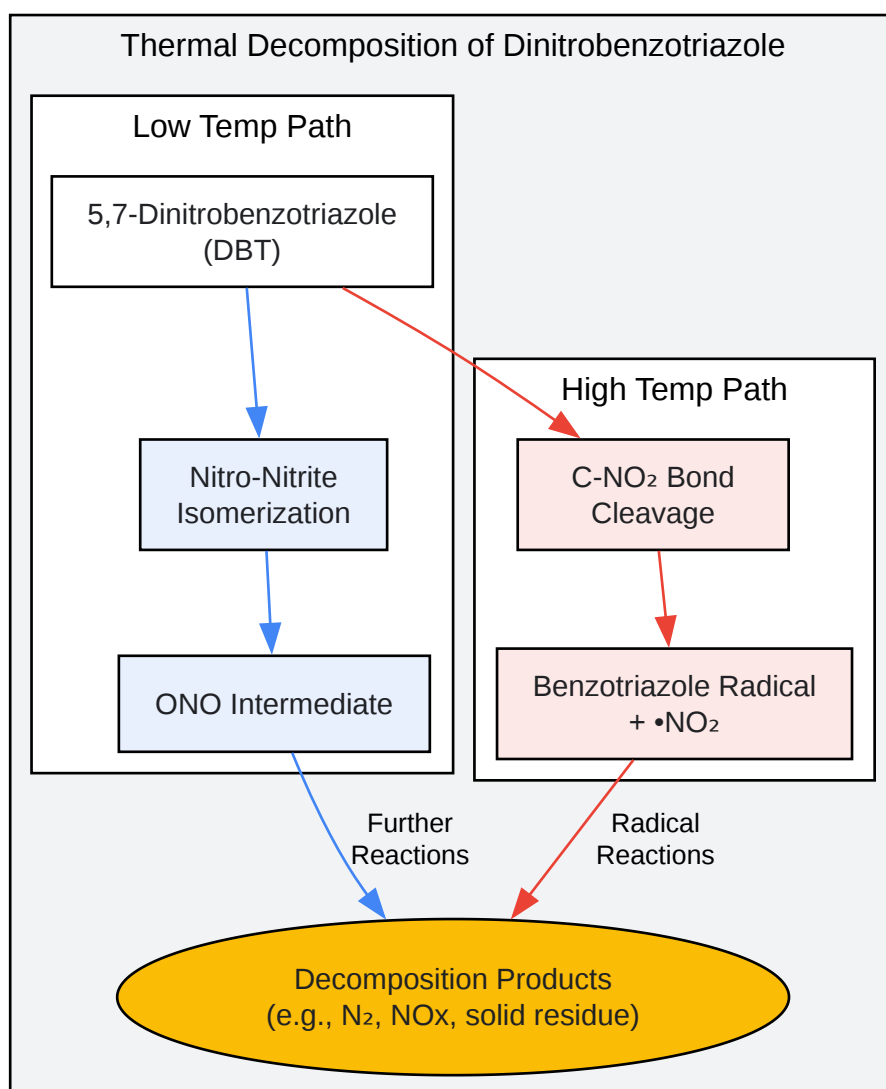 Thermal Decomposition of Dinitrobenzotriazole
Low Temp Path
5,7-Dinitrobenzotriazole
(DBT)
High Temp Path
Nitro-Nitrite
Isomerization
C-NO₂ Bond
Cleavage
ONO Intermediate
Benzotriazole Radical
+ •NO₂
Further
Reactions
Radical
Reactions
Decomposition Products
(e.g., N₂, NOx, solid residue)